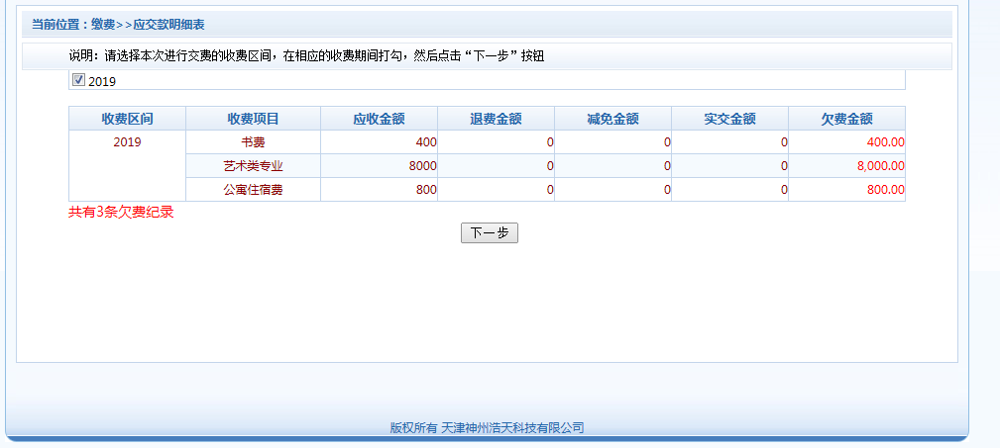 当前位置：缴费>>应交款明细表
说明：请选择本次进行交费的收费区间，在相应的收费期间打勾，然后点击“下一步”按钮
2019
收费区间 收费项目 应收金额 退费金额 减免金额 实交金额 欠费金额
2019 书费 400 0 0 0 400.00
艺术类专业 8000 0 0 0 8,000.00
公寓住宿费 800 0 0 0 800.00
共有3条欠费纪录
下一步
版权所有 天津神州浩天科技有限公司